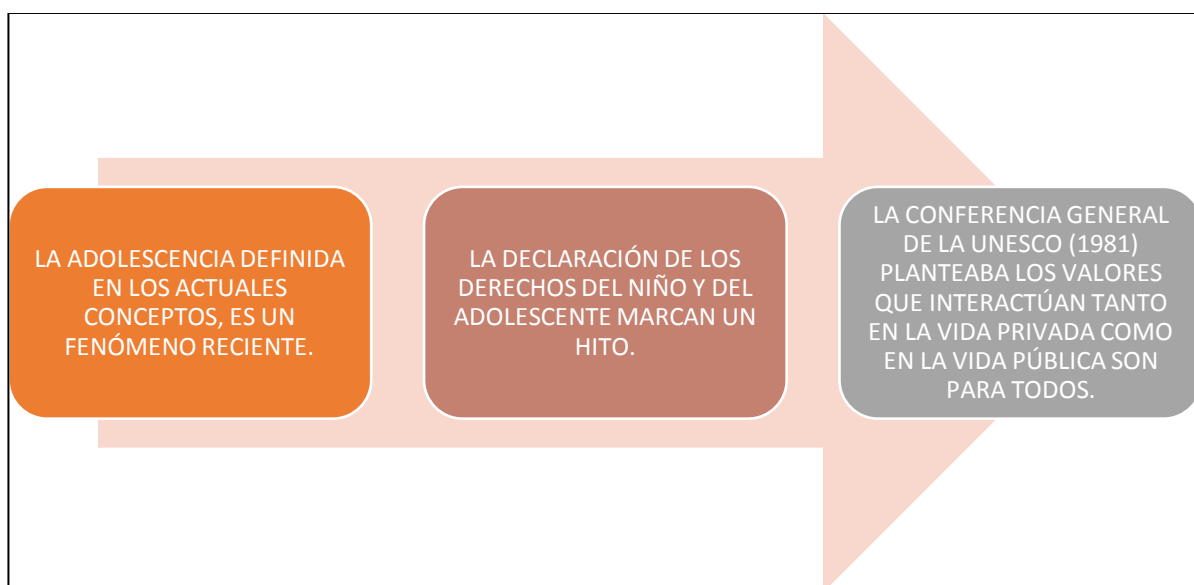 LA ADOLESCENCIA DEFINIDA
EN LOS ACTUALES
CONCEPTOS, ES UN
FENÓMENO RECIENTE.
LA DECLARACIÓN DE LOS
DERECHOS DEL NIÑO Y DEL
ADOLESCENTE MARCAN UN
HITO.
LA CONFERENCIA GENERAL
DE LA UNESCO (1981)
PLANTEABA LOS VALORES
QUE INTERACTÚAN TANTO
EN LA VIDA PRIVADA COMO
EN LA VIDA PÚBLICA SON
PARA TODOS.